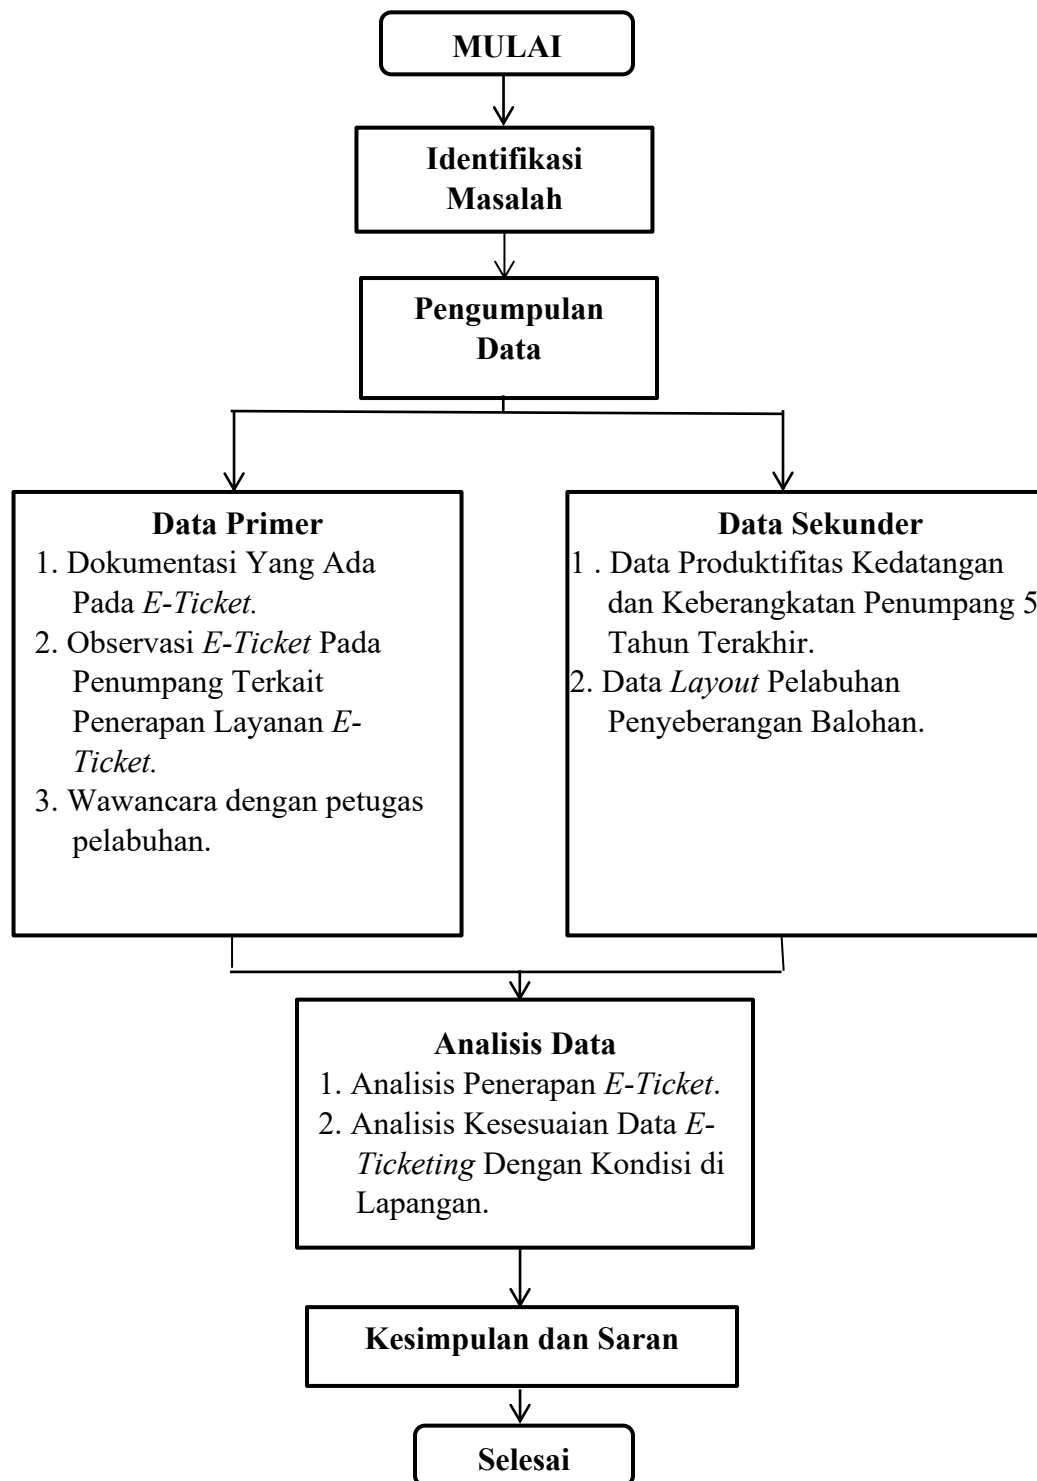 MULAI
Identifikasi
Masalah
Pengumpulan
Data
Data Primer
1. Dokumentasi Yang Ada
Pada E-Ticket.
2. Observasi E-Ticket Pada
Penumpang Terkait
Penerapan Layanan E-
Ticket.
3. Wawancara dengan petugas
pelabuhan.
Data Sekunder
1 . Data Produktifitas Kedatangan
dan Keberangkatan Penumpang 5
Tahun Terakhir.
2. Data Layout Pelabuhan
Penyeberangan Balohan.
Analisis Data
1. Analisis Penerapan E-Ticket.
2. Analisis Kesesuaian Data E-
Ticketing Dengan Kondisi di
Lapangan.
Kesimpulan dan Saran
Selesai